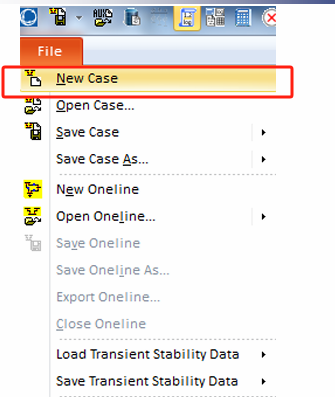 File
New Case
Open Case...
Save Case
Save Case As...
New Oneline
Open Oneline...
Save Oneline
Save Oneline As...
Export Oneline...
Close Oneline
Load Transient Stability Data
Save Transient Stability Data